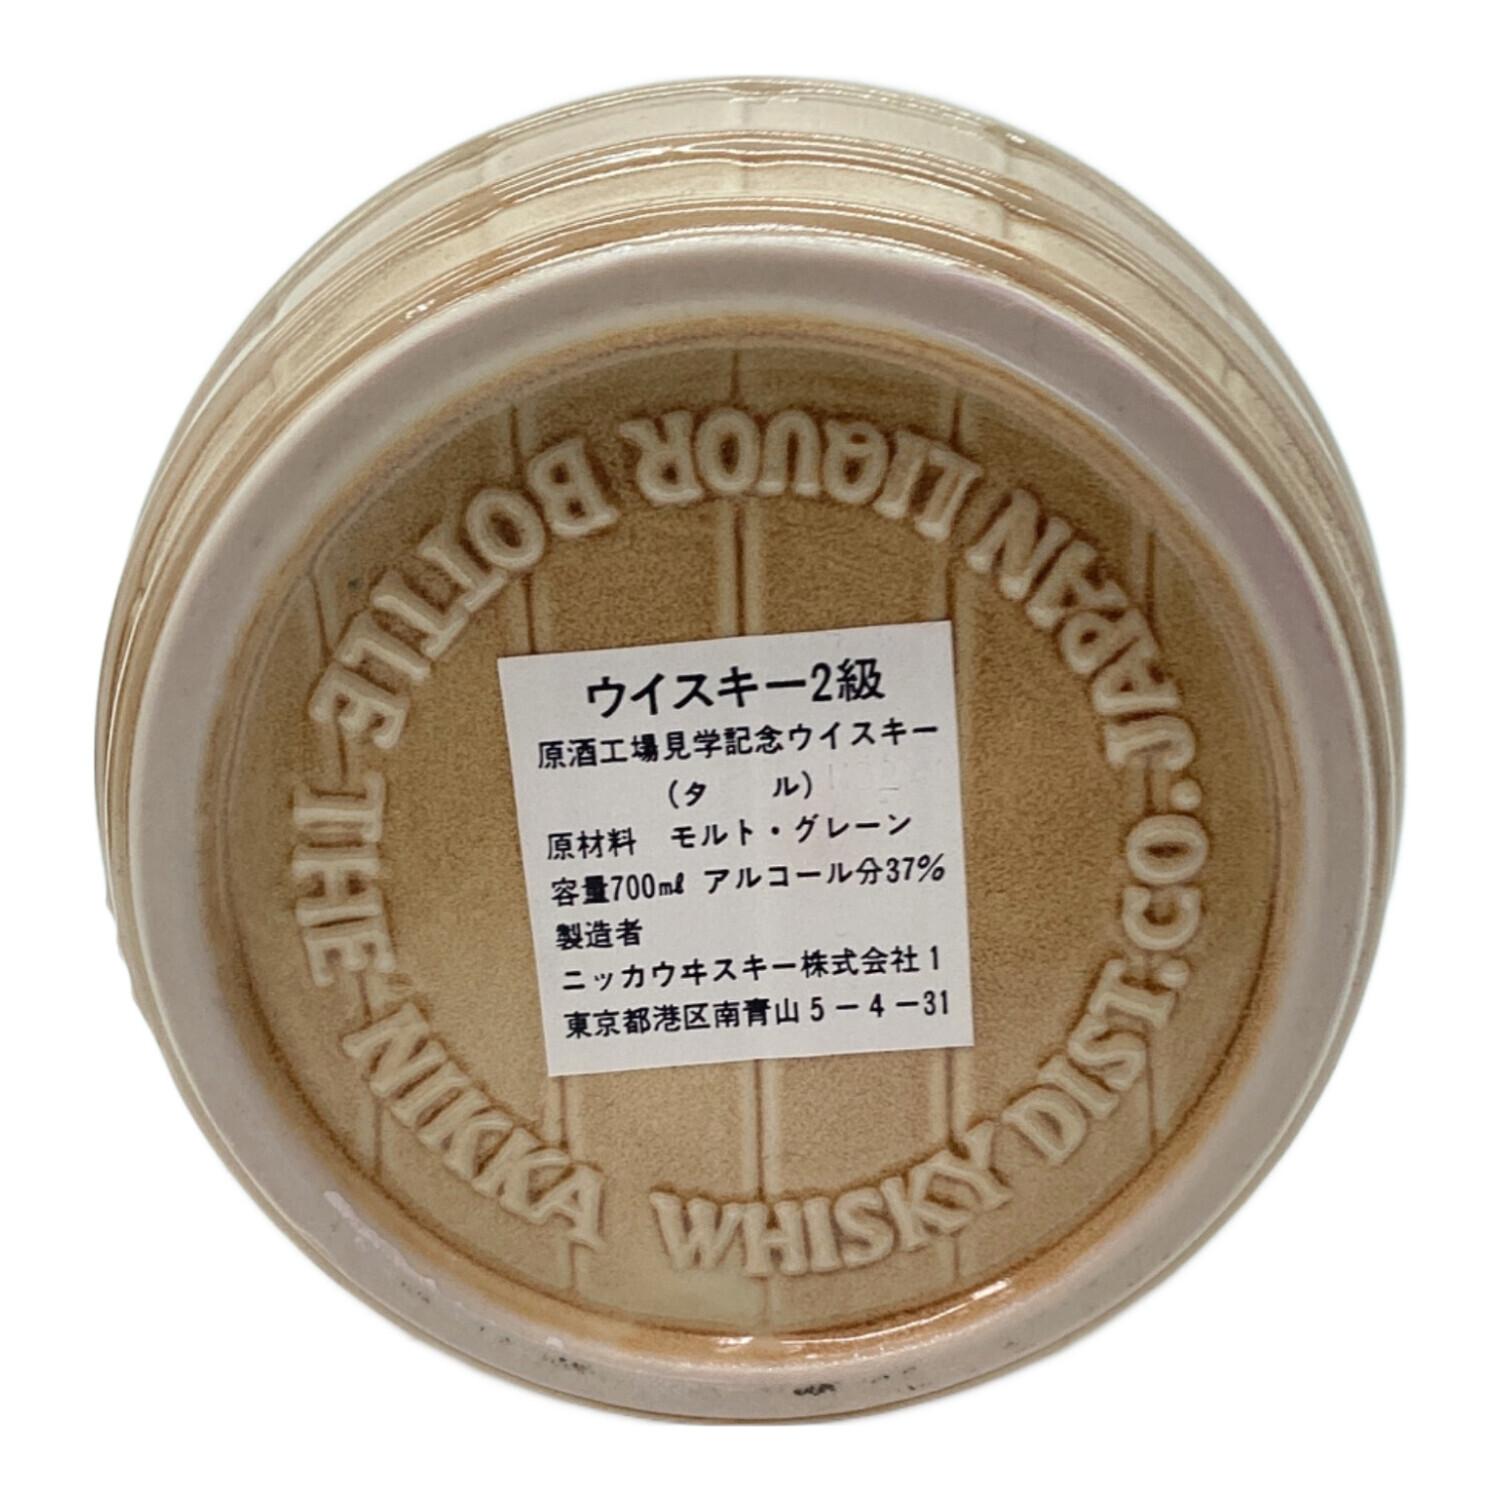 ウイスキー2級
原酒工場見学記念ウイスキー
(タ　　ル)
原材料　モルト・グレーン
容量700㎖ アルコール分37%
製造者
ニッカウヰスキー株式会社1
東京都港区南青山5－4－31
THE NIKKA WHISKY DIST.CO.JAPAN LIQUOR BOTTLE